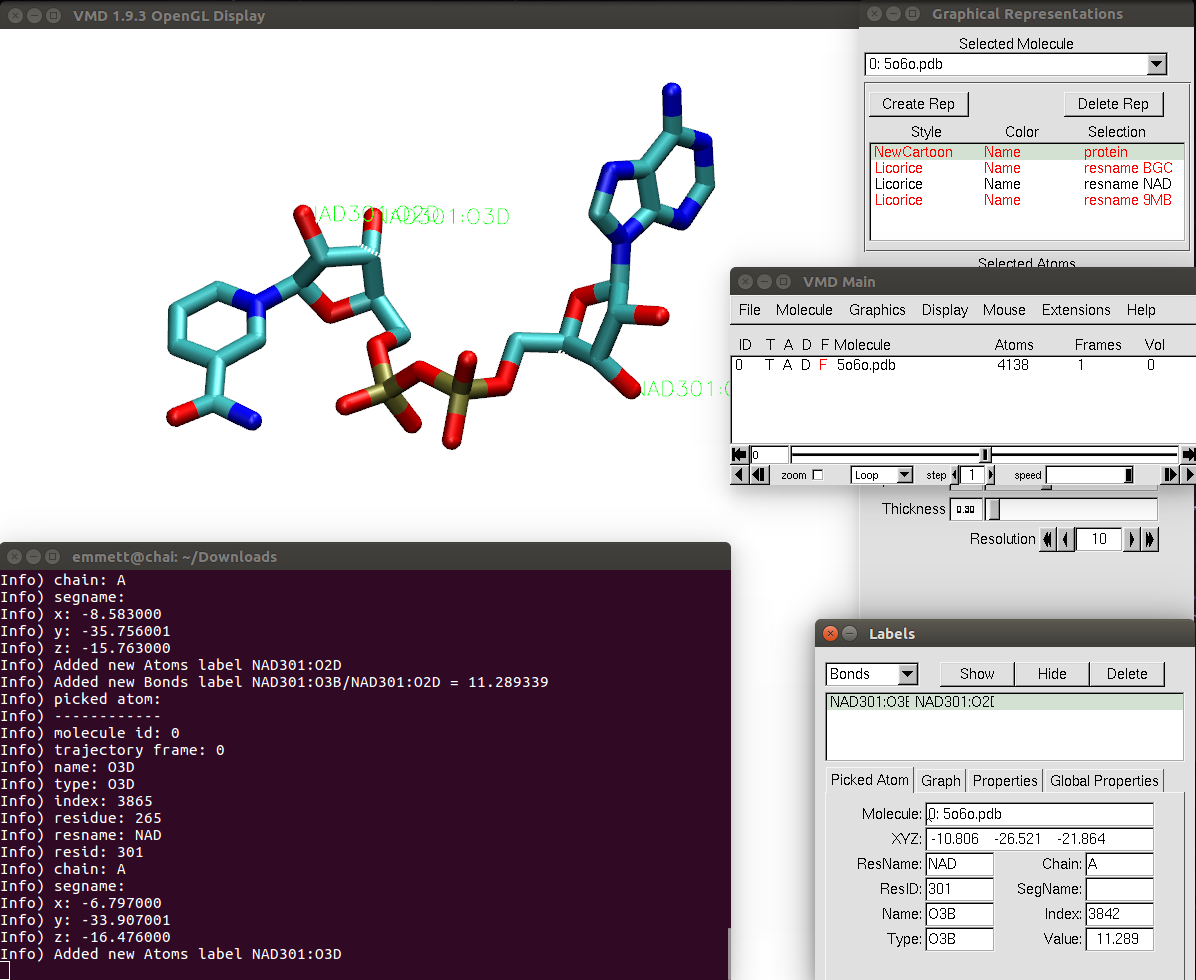 VMD 1.9.3 OpenGL Display
NAD301:O3D
NAD301:
Graphical Representations
Selected Molecule
0: 5o6o.pdb
Create Rep Delete Rep
Style Color Selection
NewCartoon Name protein
Licorice Name resname BGC
Licorice Name resname NAD
Licorice Name resname 9MB
Selected Atoms
VMD Main
File Molecule Graphics Display Mouse Extensions Help
ID T A D F Molecule Atoms Frames Vol
0 T A D F 5o6o.pdb 4138 1 0
0
zoom Loop step 1 speed
Thickness 0.30
Resolution 10
emmett@chai: ~/Downloads
Info) chain: A
Info) segname:
Info) x: -8.583000
Info) y: -35.756001
Info) z: -15.763000
Info) Added new Atoms label NAD301:O2D
Info) Added new Bonds label NAD301:O3B/NAD301:O2D = 11.289339
Info) picked atom:
Info) ------------
Info) molecule id: 0
Info) trajectory frame: 0
Info) name: O3D
Info) type: O3D
Info) index: 3865
Info) residue: 265
Info) resname: NAD
Info) resid: 301
Info) chain: A
Info) segname:
Info) x: -6.797000
Info) y: -33.907001
Info) z: -16.476000
Info) Added new Atoms label NAD301:O3D
Labels
Bonds Show Hide Delete
NAD301:O3B NAD301:O2D
Picked Atom Graph Properties Global Properties
Molecule: 0: 5o6o.pdb
XYZ: -10.806 -26.521 -21.864
ResName: NAD Chain: A
ResID: 301 SegName:
Name: O3B Index: 3842
Type: O3B Value: 11.289